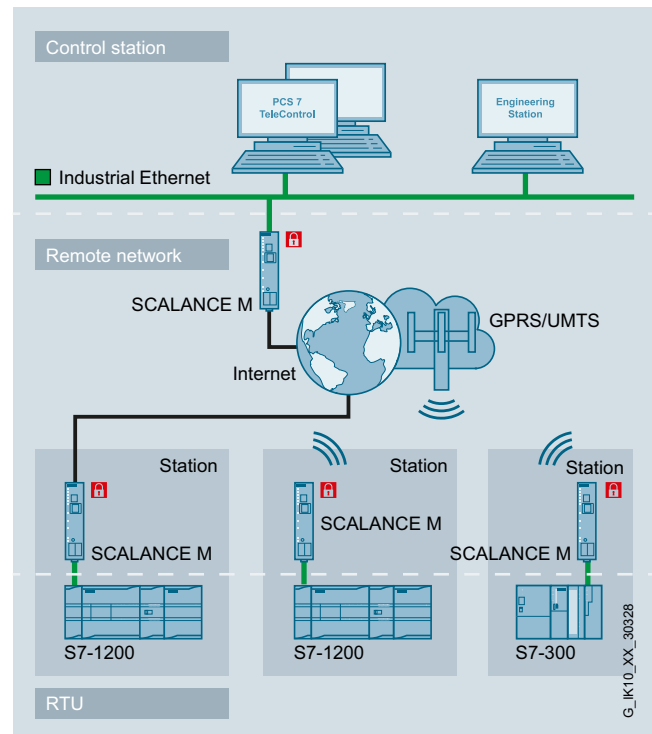 Control station
PCS 7
TeleControl
Engineering
Station
Industrial Ethernet
Remote network
SCALANCE M
GPRS/UMTS
Internet
Station
Station
Station
SCALANCE M
SCALANCE M
SCALANCE M
S7-1200
S7-1200
S7-300
RTU
G_IK10_XX_30328